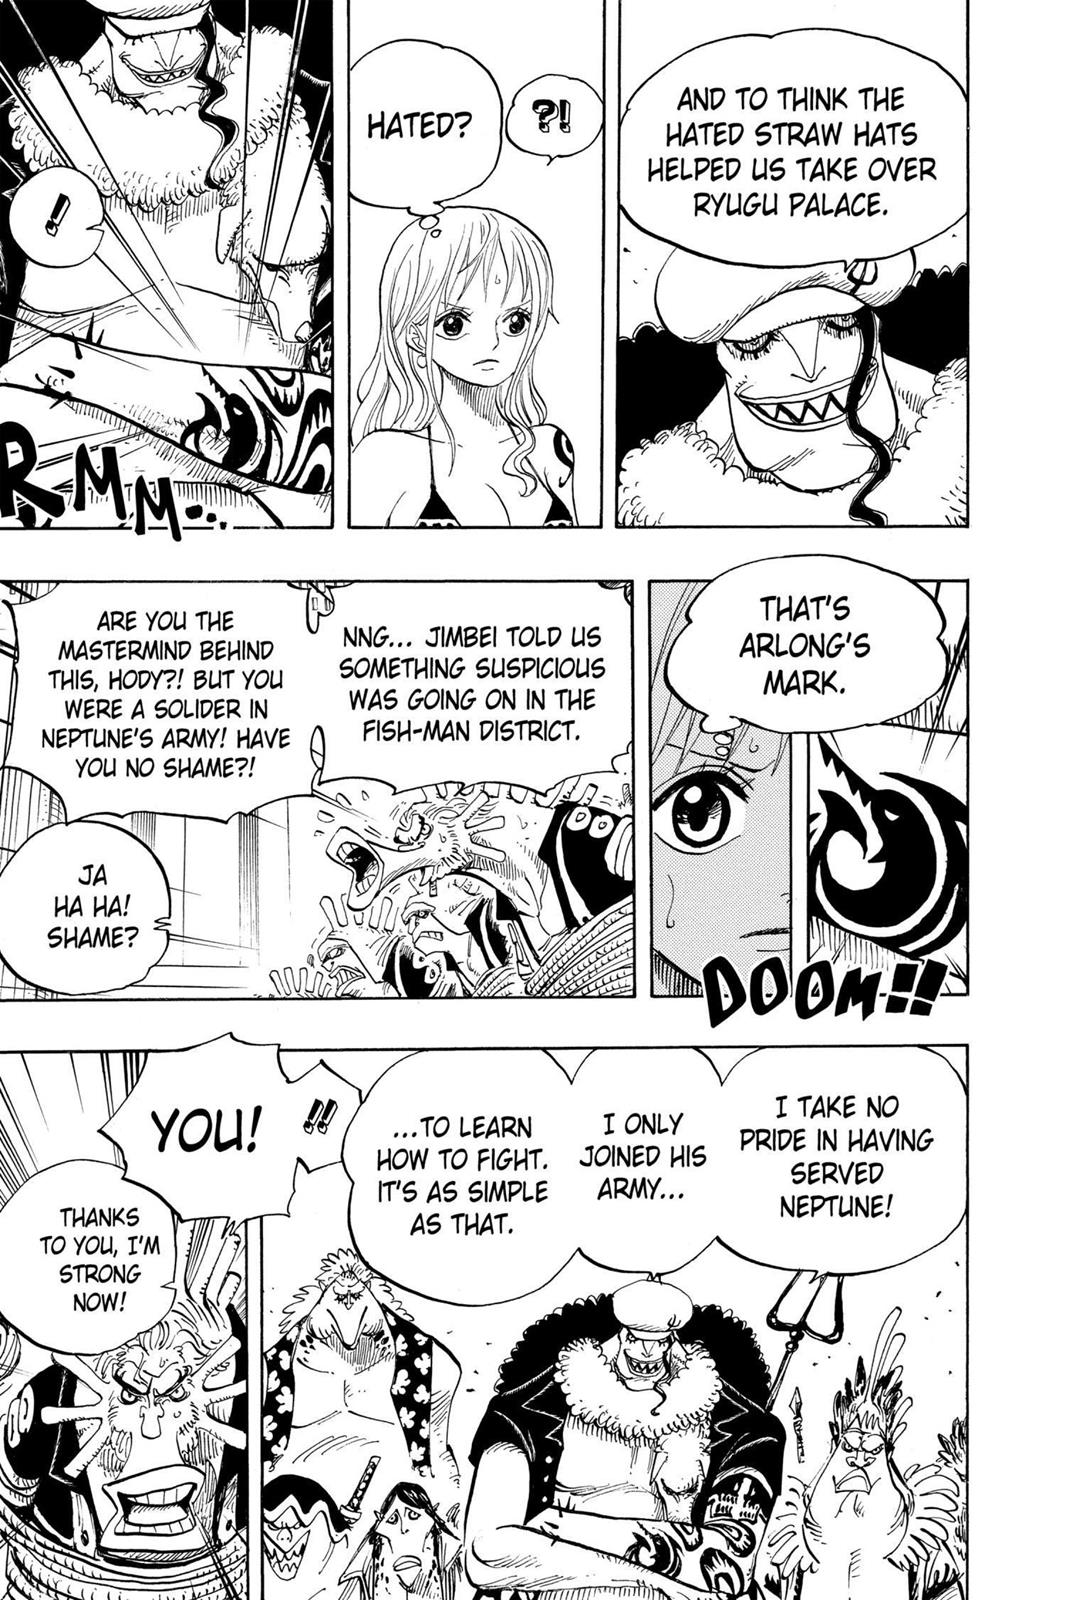 AND TO THINK THE
HATED STRAW HATS
HELPED US TAKE OVER
RYUGU PALACE.
?!
HATED?
!
RMM...
THAT'S
ARLONG'S
MARK.
DOOM!!
NNG... JIMBEI TOLD US
SOMETHING SUSPICIOUS
WAS GOING ON IN THE
FISH-MAN DISTRICT.
ARE YOU THE
MASTERMIND BEHIND
THIS, HODY?! BUT YOU
WERE A SOLIDER IN
NEPTUNE'S ARMY! HAVE
YOU NO SHAME?!
JA
HA HA!
SHAME?
I TAKE NO
PRIDE IN HAVING
SERVED
NEPTUNE!
I ONLY
JOINED HIS
ARMY...
...TO LEARN
HOW TO FIGHT.
IT'S AS SIMPLE
AS THAT.
!!
YOU!
THANKS
TO YOU, I'M
STRONG
NOW!